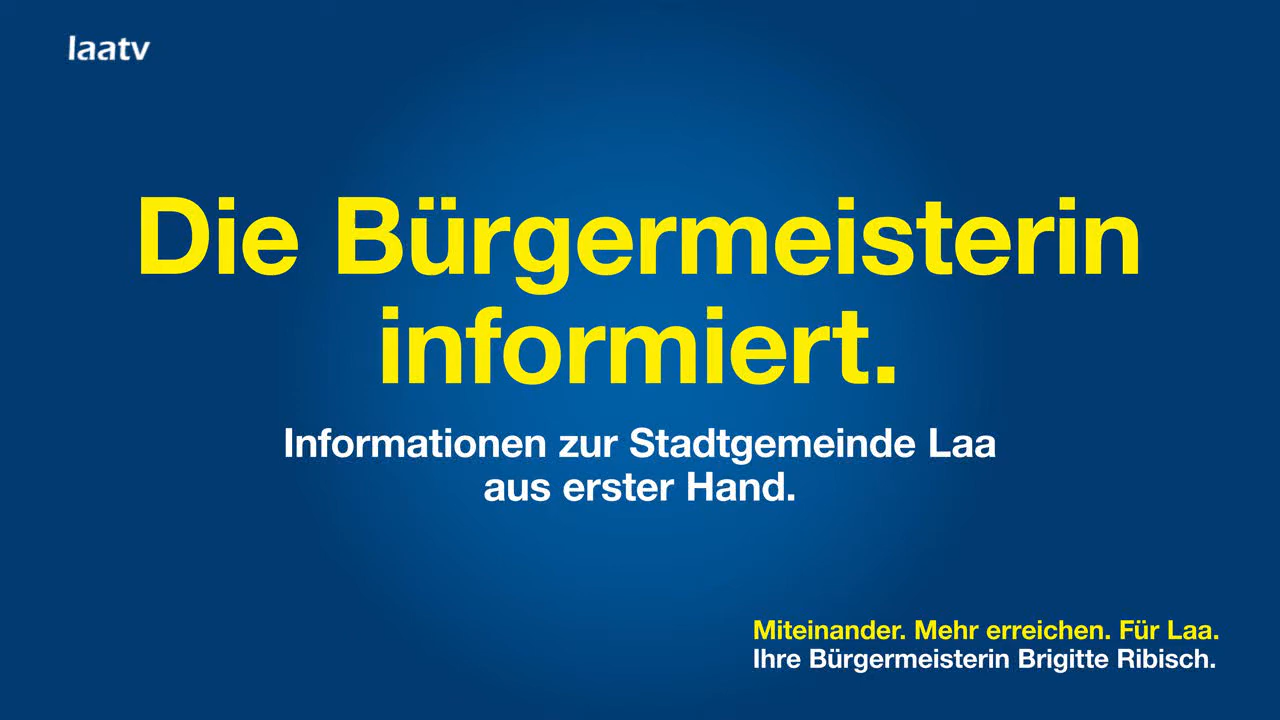 laatv
Die Bürgermeisterin
informiert.
Informationen zur Stadtgemeinde Laa
aus erster Hand.
Miteinander. Mehr erreichen. Für Laa.
Ihre Bürgermeisterin Brigitte Ribisch.